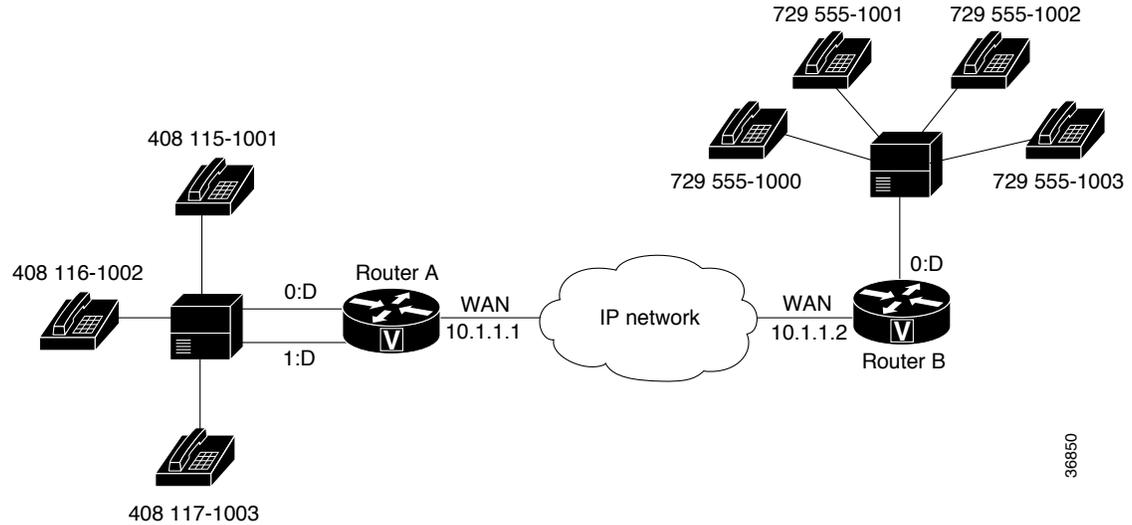 729 555-1001
729 555-1002
408 115-1001
729 555-1000
729 555-1003
408 116-1002
0:D
Router A
WAN
10.1.1.1
IP network
WAN
10.1.1.2
0:D
V
1:D
V
Router B
408 117-1003
36850